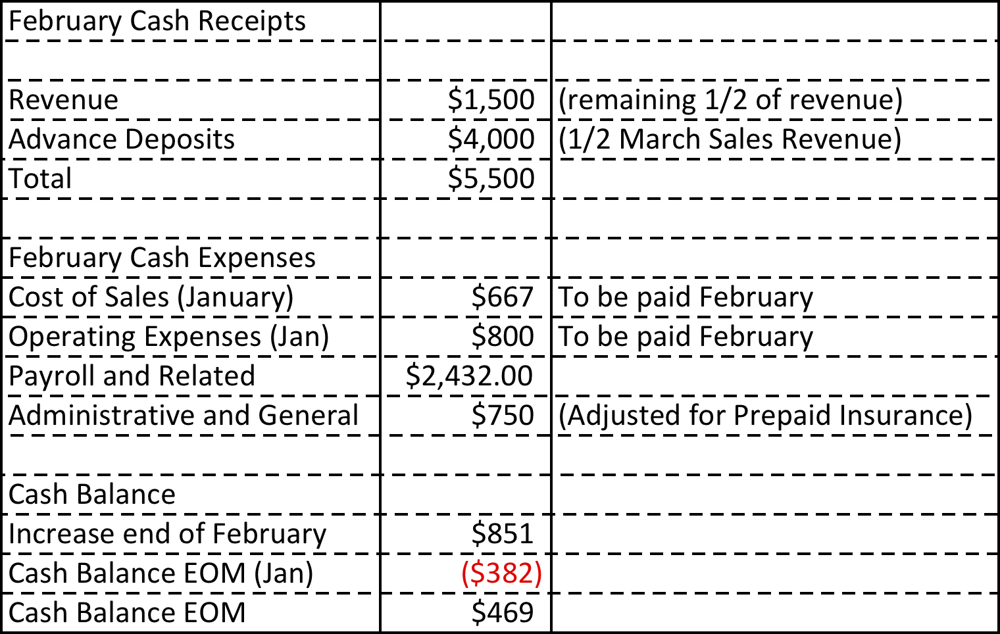 February Cash Receipts
Revenue $1,500 (remaining 1/2 of revenue)
Advance Deposits $4,000 (1/2 March Sales Revenue)
Total $5,500
February Cash Expenses
Cost of Sales (January) $667 To be paid February
Operating Expenses (Jan) $800 To be paid February
Payroll and Related $2,432.00
Administrative and General $750 (Adjusted for Prepaid Insurance)
Cash Balance
Increase end of February $851
Cash Balance EOM (Jan) ($382)
Cash Balance EOM $469